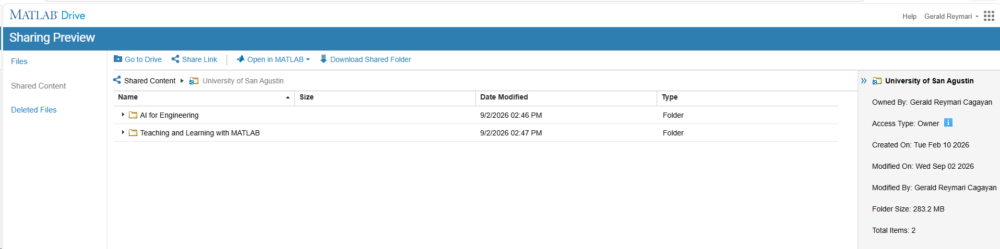 MATLAB Drive
Help Gerald Reymari
Sharing Preview
Files
Shared Content
Deleted Files
Go to Drive Share Link Open in MATLAB Download Shared Folder
Shared Content University of San Agustin
Name Size Date Modified Type
AI for Engineering 9/2/2026 02:46 PM Folder
Teaching and Learning with MATLAB 9/2/2026 02:47 PM Folder
University of San Agustin
Owned By: Gerald Reymari Cagayan
Access Type: Owner
Created On: Tue Feb 10 2026
Modified On: Wed Sep 02 2026
Modified By: Gerald Reymari Cagayan
Folder Size: 283.2 MB
Total Items: 2